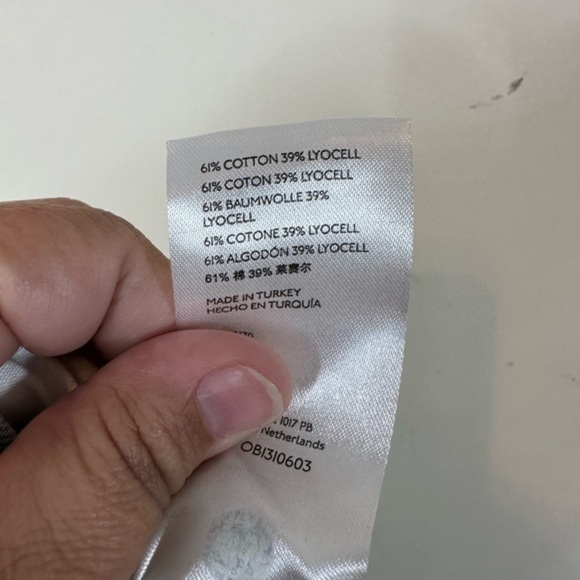 61% COTTON 39% LYOCELL
61% COTON 39% LYOCELL
61% BAUMWOLLE 39%
LYOCELL
61% COTONE 39% LYOCELL
61% ALGODÓN 39% LYOCELL
61% 棉 39% 莱赛尔
MADE IN TURKEY
HECHO EN TURQUÍA
1017 PB
Netherlands
OB1310603